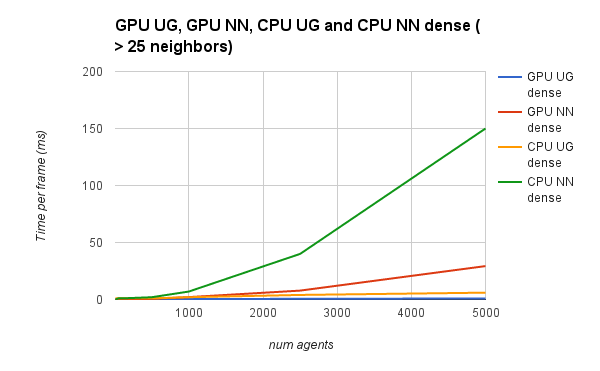 GPU UG, GPU NN, CPU UG and CPU NN dense (
> 25 neighbors)
200
150
100
50
0
Time per frame (ms)
1000
2000
3000
4000
5000
num agents
GPU UG
dense
GPU NN
dense
CPU UG
dense
CPU NN
dense